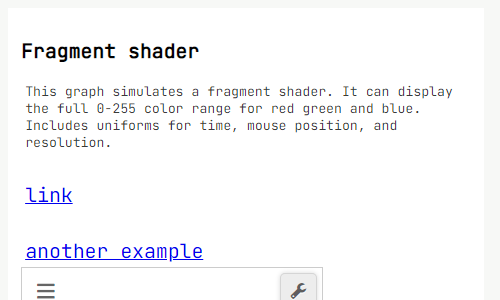 Fragment shader
This graph simulates a fragment shader. It can display
the full 0-255 color range for red green and blue.
Includes uniforms for time, mouse position, and
resolution.
link
another example